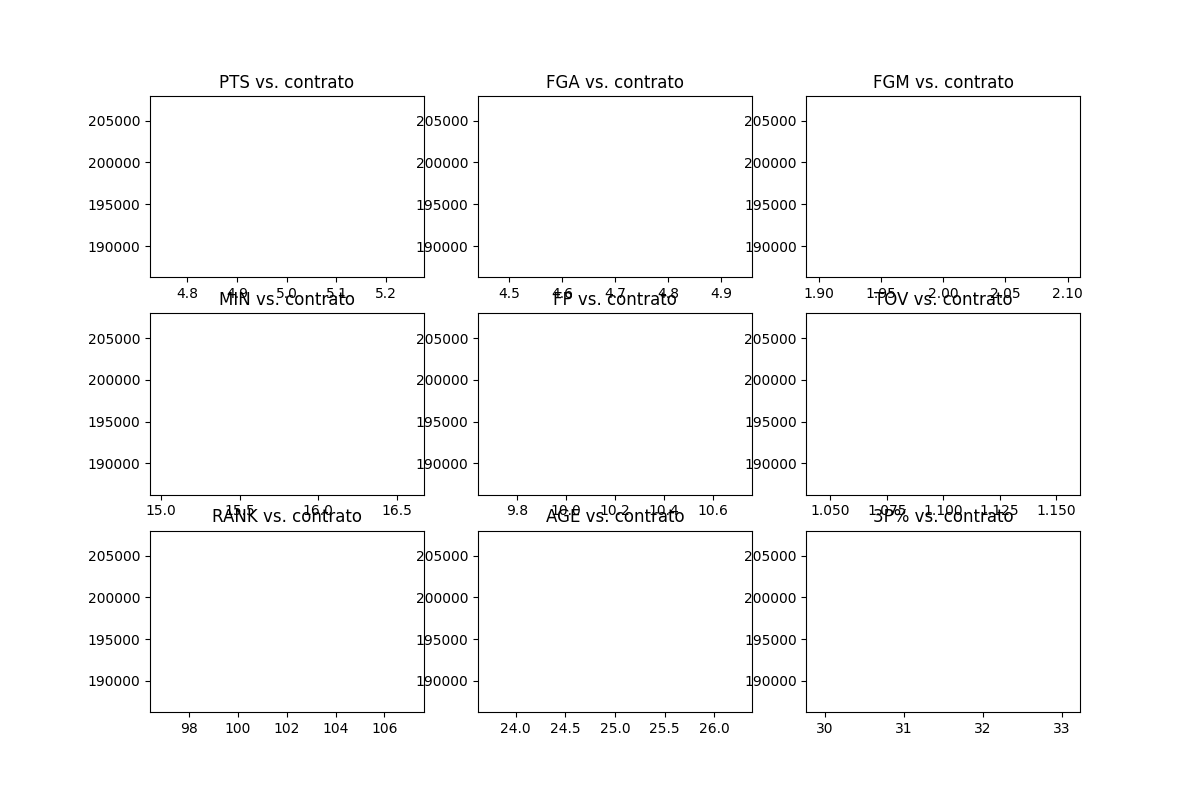 PTS vs. contrato
FGA vs. contrato
FGM vs. contrato
205000
200000
195000
190000
205000
200000
195000
190000
205000
200000
195000
190000
4.8 4.9 5.0 5.1 5.2
4.5 4.6 4.7 4.8 4.9
1.90 1.95 2.00 2.05 2.10
MIN vs. contrato
FP vs. contrato
TOV vs. contrato
205000
200000
195000
190000
205000
200000
195000
190000
205000
200000
195000
190000
15.0 15.5 16.0 16.5
9.8 10.0 10.2 10.4 10.6
1.050 1.075 1.100 1.125 1.150
RANK vs. contrato
AGE vs. contrato
3P% vs. contrato
205000
200000
195000
190000
205000
200000
195000
190000
205000
200000
195000
190000
98 100 102 104 106
24.0 24.5 25.0 25.5 26.0
30 31 32 33